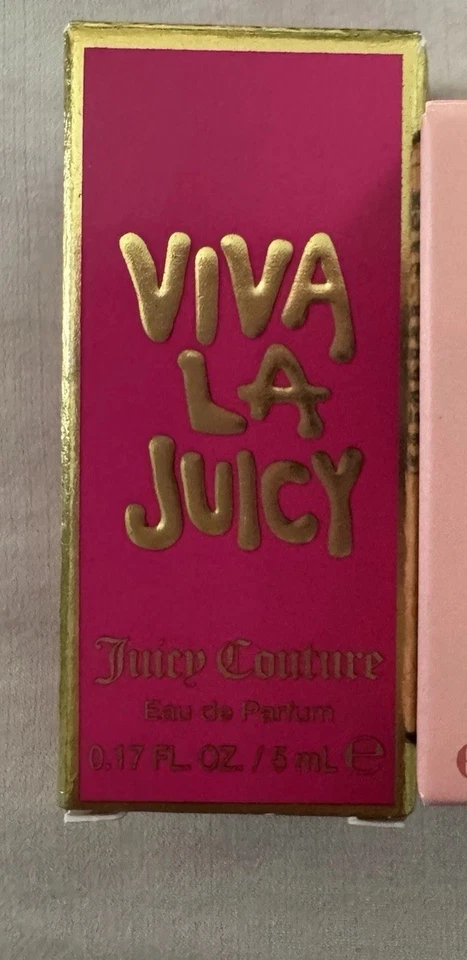 VIVA
LA
JUICY
Juicy Couture
Eau de Parfum
0.17 FL. OZ. / 5 mL ℮